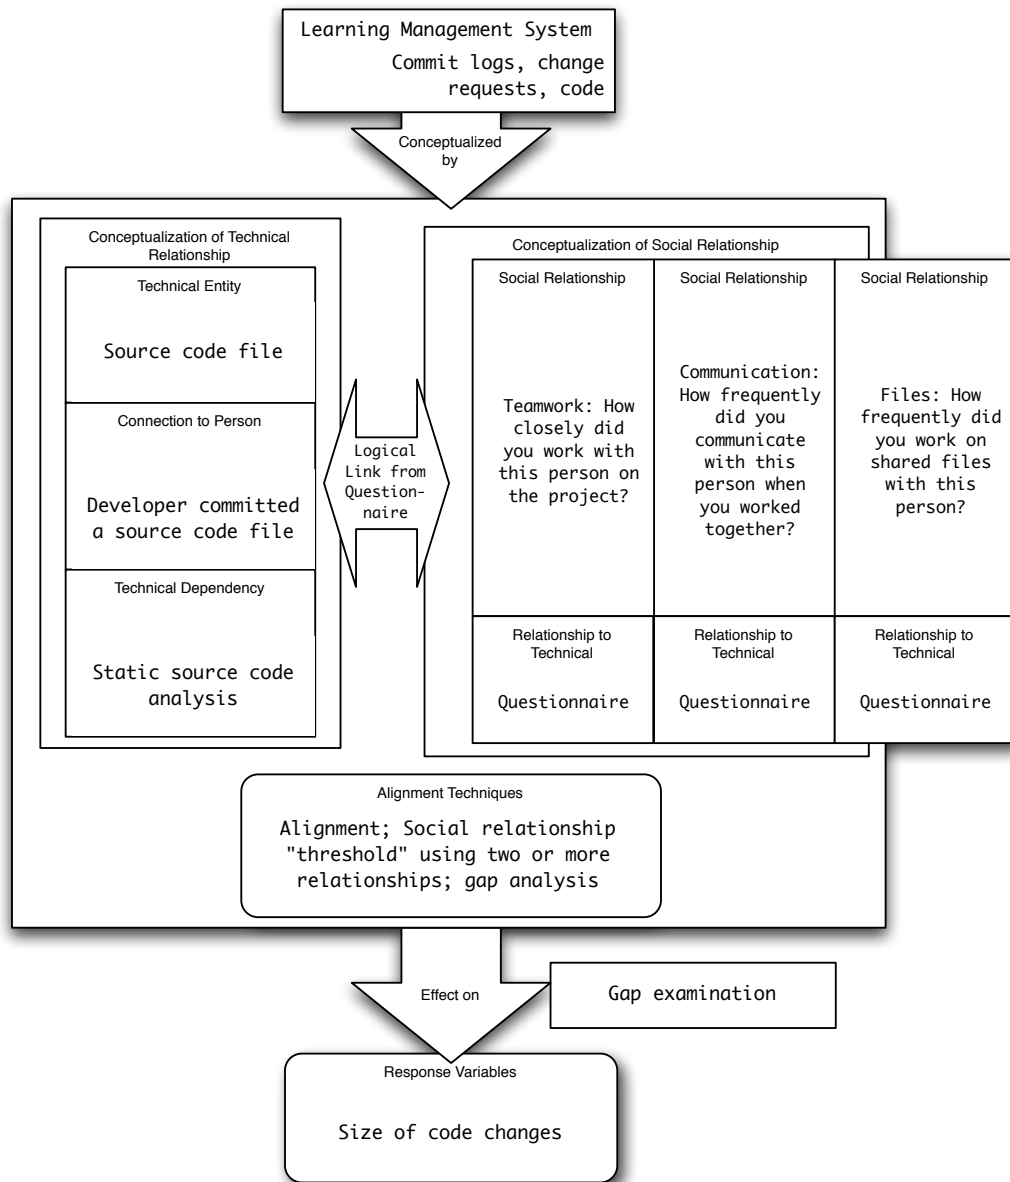 Learning Management System
Commit logs, change
requests, code
Conceptualized
by
Conceptualization of Technical
Relationship
Technical Entity
Source code file
Connection to Person
Developer committed
a source code file
Technical Dependency
Static source code
analysis
Logical
Link from
Question-
naire
Conceptualization of Social Relationship
Social Relationship
Teamwork: How
closely did
you work with
this person on
the project?
Relationship to
Technical
Questionnaire
Social Relationship
Communication:
How frequently
did you
communicate
with this
person when
you worked
together?
Relationship to
Technical
Questionnaire
Social Relationship
Files: How
frequently did
you work on
shared files
with this
person?
Relationship to
Technical
Questionnaire
Alignment Techniques
Alignment; Social relationship
"threshold" using two or more
relationships; gap analysis
Effect on
Gap examination
Response Variables
Size of code changes